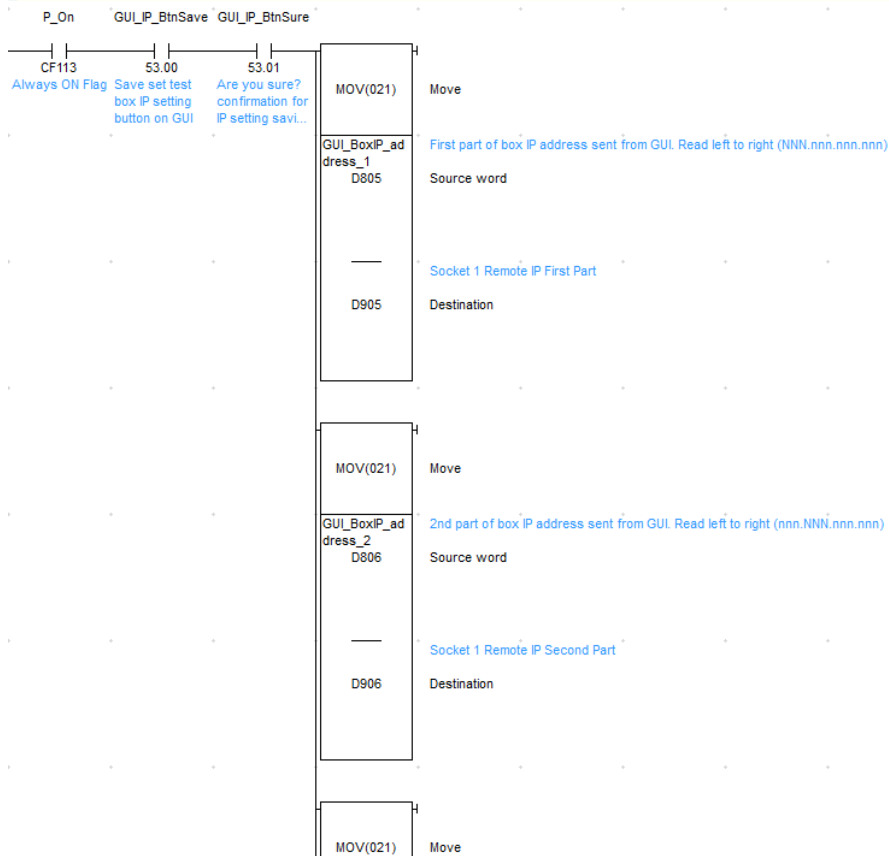 P_On GUI_IP_BtnSave GUI_IP_BtnSure
CF113 53.00 53.01
Always ON Flag Save set test Are you sure?
box IP setting confirmation for
button on GUI IP setting savi...
MOV(021) Move
GUI_BoxIP_ad First part of box IP address sent from GUI. Read left to right (NNN.nnn.nnn.nnn)
dress_1
D805 Source word
Socket 1 Remote IP First Part
D905 Destination
MOV(021) Move
GUI_BoxIP_ad 2nd part of box IP address sent from GUI. Read left to right (nnn.NNN.nnn.nnn)
dress_2
D806 Source word
Socket 1 Remote IP Second Part
D906 Destination
MOV(021) Move